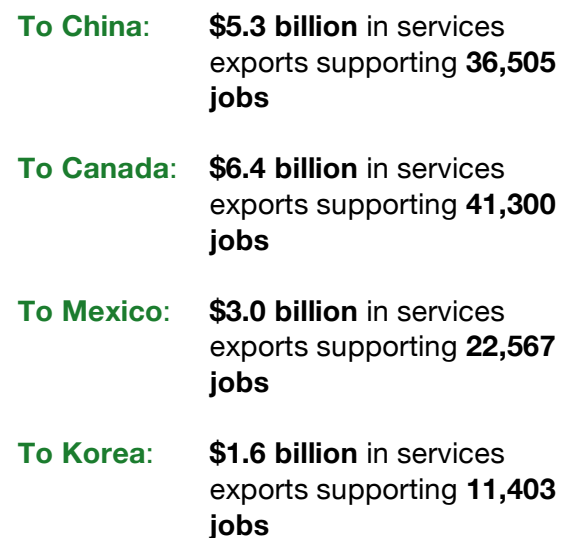 To China: $5.3 billion in services
exports supporting 36,505
jobs
To Canada: $6.4 billion in services
exports supporting 41,300
jobs
To Mexico: $3.0 billion in services
exports supporting 22,567
jobs
To Korea: $1.6 billion in services
exports supporting 11,403
jobs